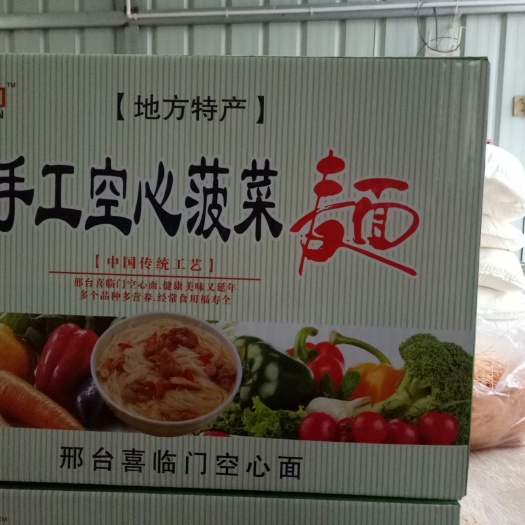 【地方特产】
手工空心菠菜麵
【中国传统工艺】
邢台喜临门空心面,健康美味又延年
多个品种多营养,经常食用福寿全
邢台喜临门空心面